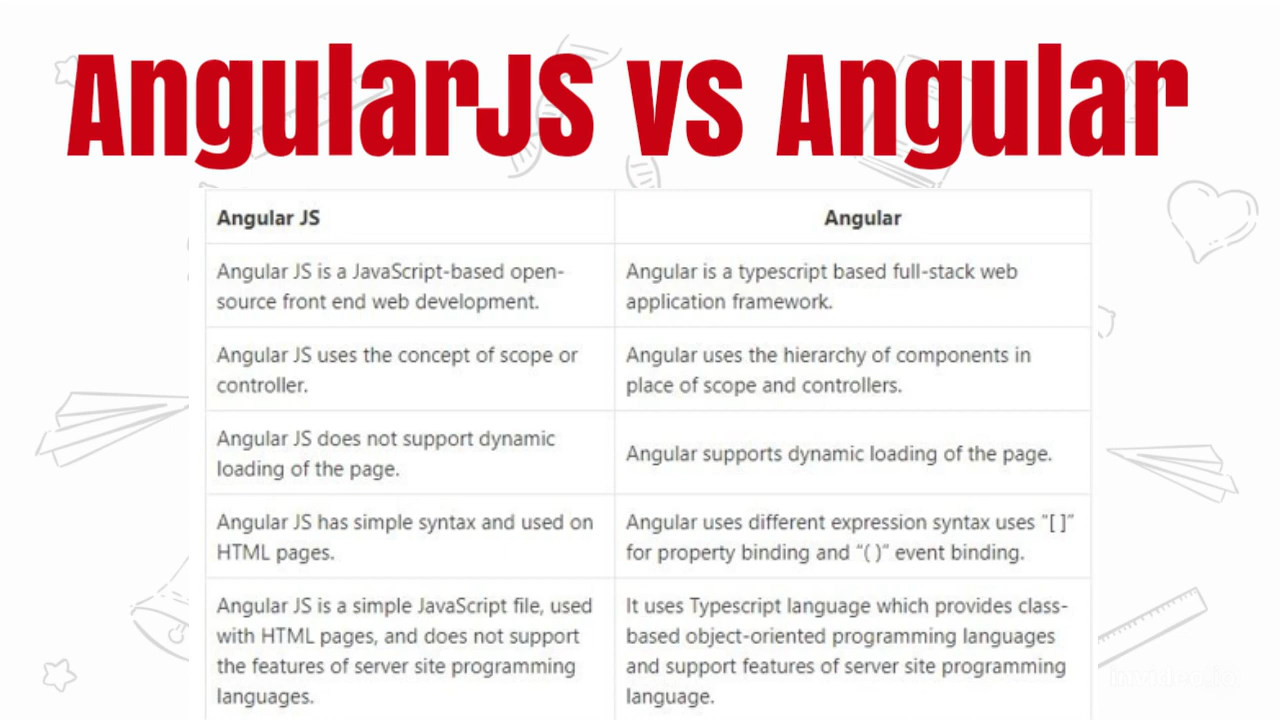 AngularJS vs Angular
Angular JS
Angular
Angular JS is a JavaScript-based open-
source front end web development.
Angular is a typescript based full-stack web
application framework.
Angular JS uses the concept of scope or
controller.
Angular uses the hierarchy of components in
place of scope and controllers.
Angular JS does not support dynamic
loading of the page.
Angular supports dynamic loading of the page.
Angular JS has simple syntax and used on
HTML pages.
Angular uses different expression syntax uses “[ ]”
for property binding and “( )” event binding.
Angular JS is a simple JavaScript file, used
with HTML pages, and does not support
the features of server site programming
languages.
It uses Typescript language which provides class-
based object-oriented programming languages
and support features of server site programming
language.
invideo.io